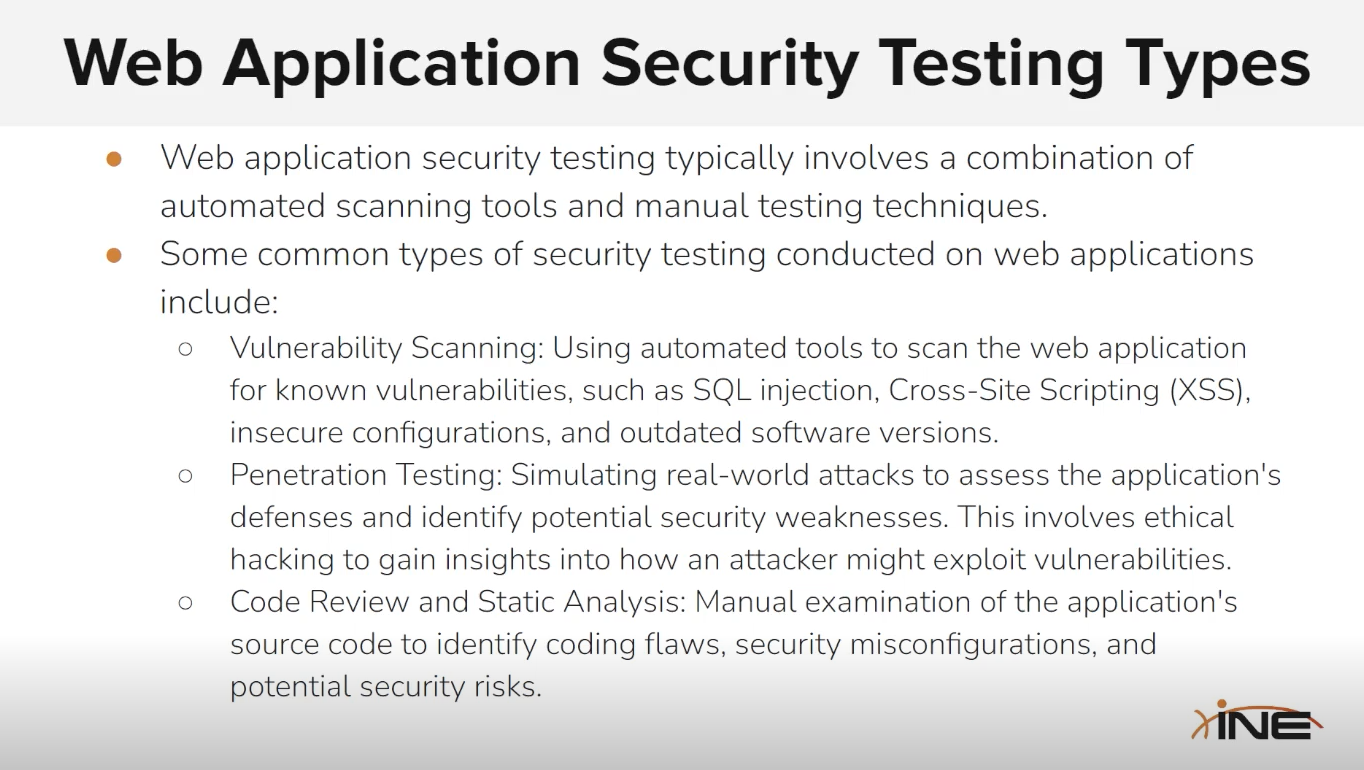 Web Application Security Testing Types
● Web application security testing typically involves a combination of
automated scanning tools and manual testing techniques.
● Some common types of security testing conducted on web applications
include:
○ Vulnerability Scanning: Using automated tools to scan the web application
for known vulnerabilities, such as SQL injection, Cross-Site Scripting (XSS),
insecure configurations, and outdated software versions.
○ Penetration Testing: Simulating real-world attacks to assess the application's
defenses and identify potential security weaknesses. This involves ethical
hacking to gain insights into how an attacker might exploit vulnerabilities.
○ Code Review and Static Analysis: Manual examination of the application's
source code to identify coding flaws, security misconfigurations, and
potential security risks.
INE